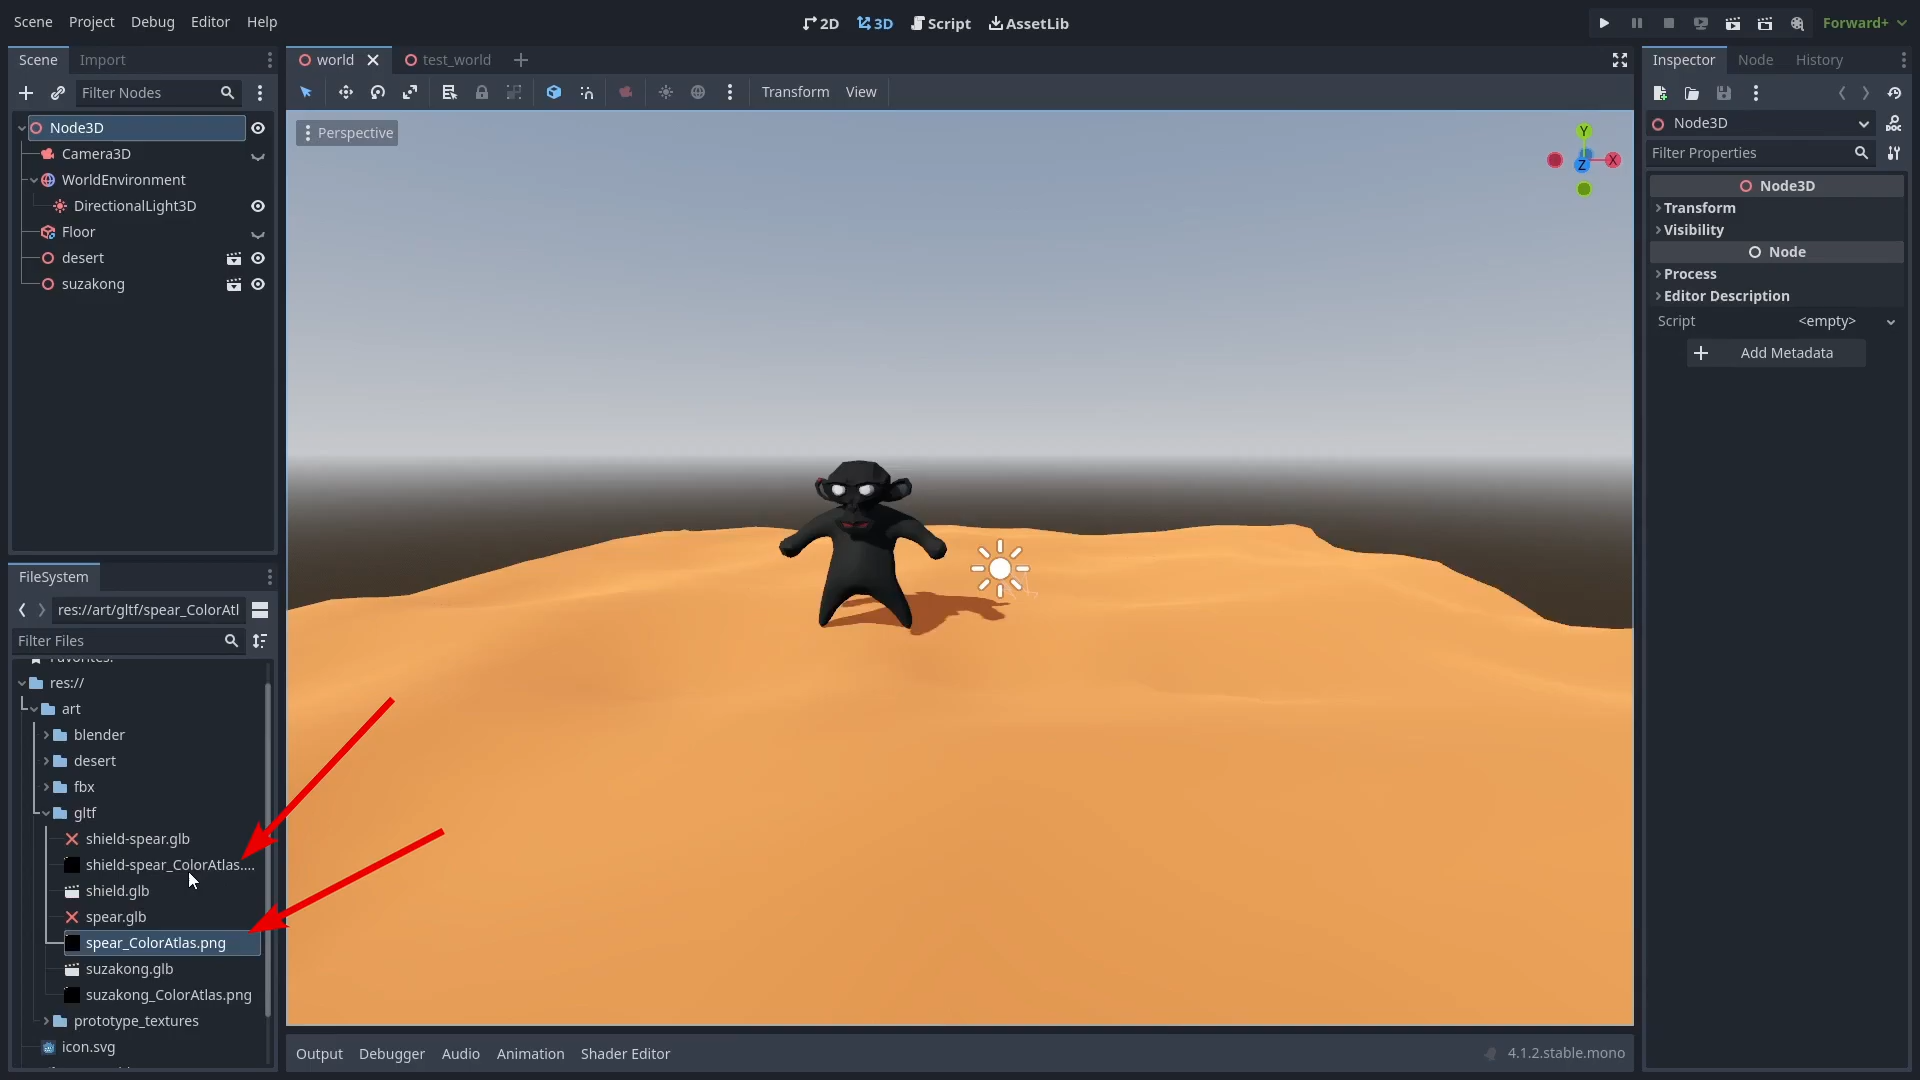 Scene Project Debug Editor Help
2D 3D Script AssetLib
Forward+
Scene Import
Filter Nodes
Node3D
Camera3D
WorldEnvironment
DirectionalLight3D
Floor
desert
suzakong
FileSystem
res://art/gltf/spear_ColorAtl
Filter Files
Favorites:
res://
art
blender
desert
fbx
gltf
shield-spear.glb
shield-spear_ColorAtlas....
shield.glb
spear.glb
spear_ColorAtlas.png
suzakong.glb
suzakong_ColorAtlas.png
prototype_textures
icon.svg
world test_world
Transform View
Perspective
Y
X
Z
Output Debugger Audio Animation Shader Editor
4.1.2.stable.mono
Inspector Node History
Node3D
DOC
Filter Properties
Node3D
Transform
Visibility
Node
Process
Editor Description
Script <empty>
Add Metadata